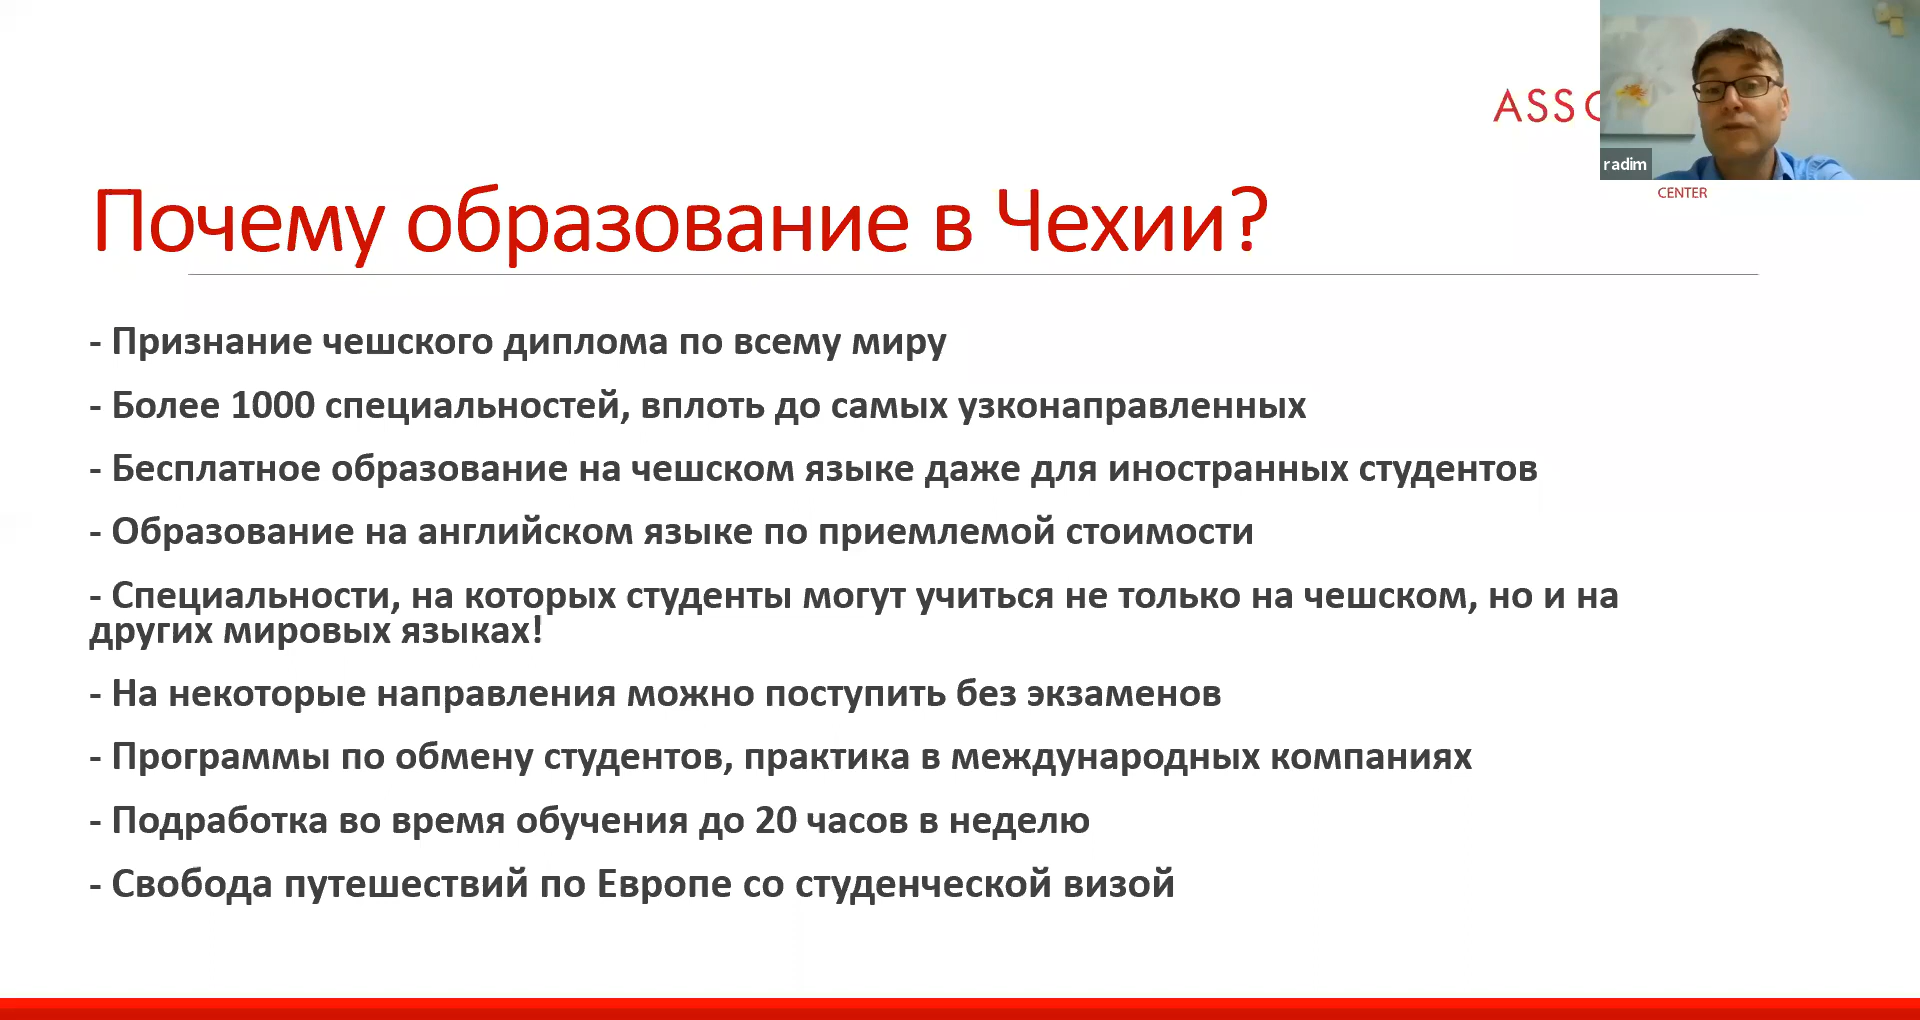 radim
CENTER
Почему образование в Чехии?
- Признание чешского диплома по всему миру
- Более 1000 специальностей, вплоть до самых узконаправленных
- Бесплатное образование на чешском языке даже для иностранных студентов
- Образование на английском языке по приемлемой стоимости
- Специальности, на которых студенты могут учиться не только на чешском, но и на
других мировых языках!
- На некоторые направления можно поступить без экзаменов
- Программы по обмену студентов, практика в международных компаниях
- Подработка во время обучения до 20 часов в неделю
- Свобода путешествий по Европе со студенческой визой